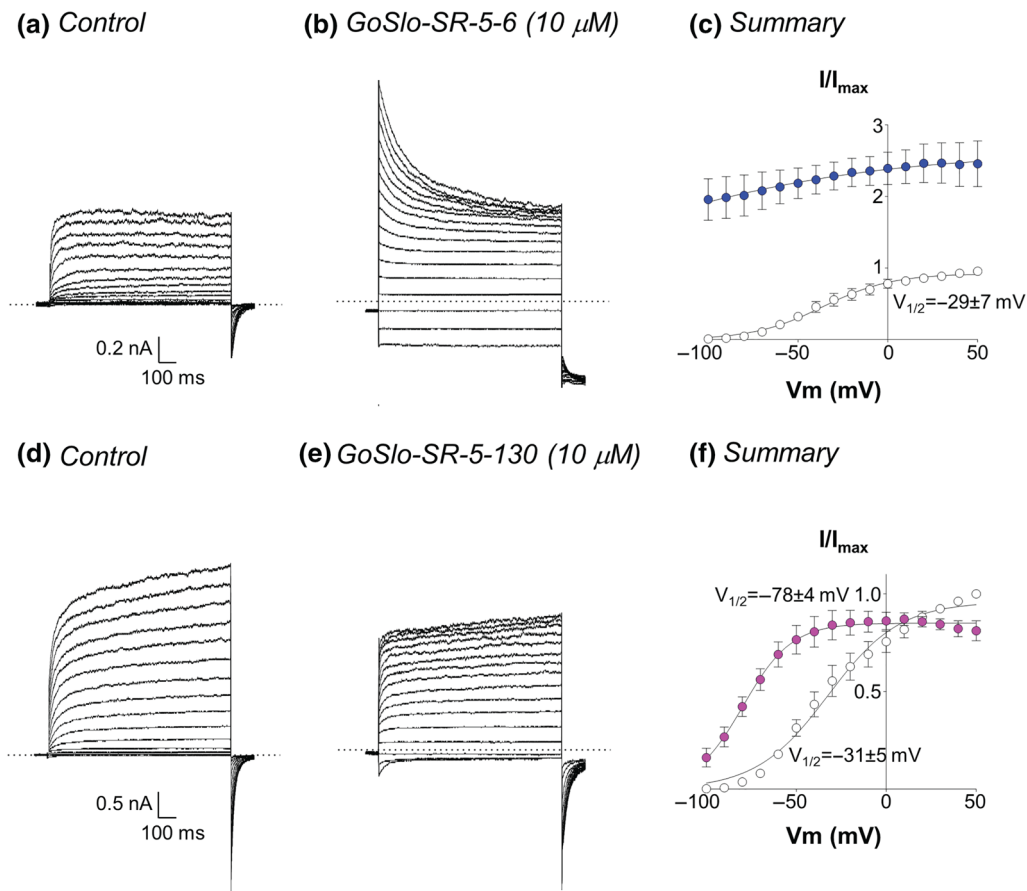 (a) Control
(b) GoSlo-SR-5-6 (10 μM)
(c) Summary
I/Imax
3
2
1
V1/2=–29±7 mV
–100
–50
0
50
Vm (mV)
0.2 nA
100 ms
(d) Control
(e) GoSlo-SR-5-130 (10 μM)
(f) Summary
I/Imax
V1/2=–78±4 mV
1.0
0.5
V1/2=–31±5 mV
–100
–50
0
50
Vm (mV)
0.5 nA
100 ms